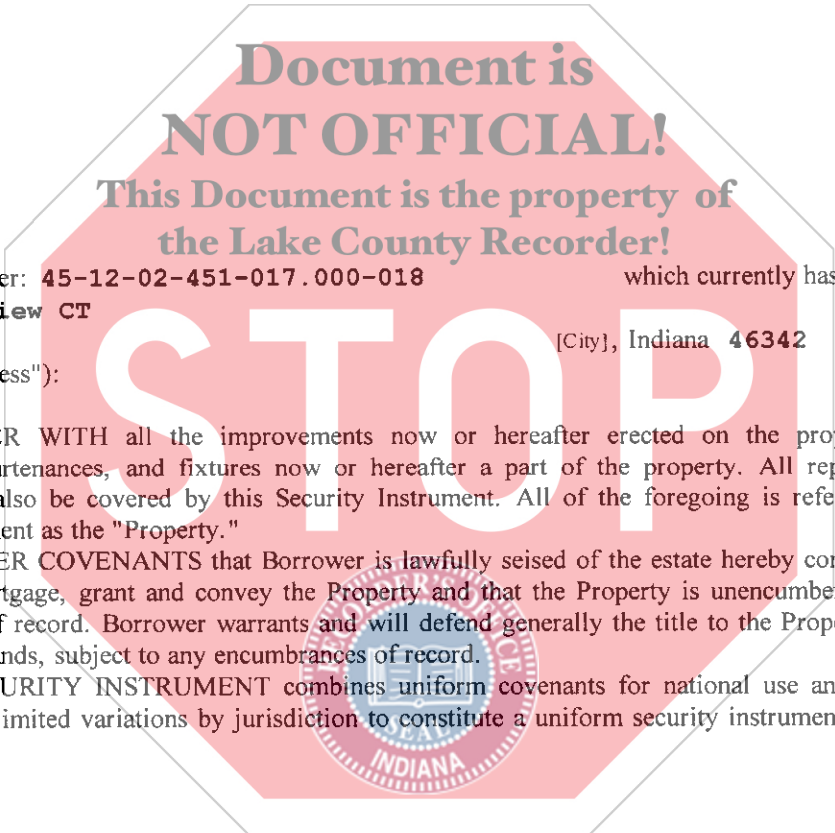 Document is
NOT OFFICIAL!
This Document is the property of
the Lake County Recorder!
er: 45-12-02-451-017.000-018 which currently has
iew CT
[City], Indiana 46342
ess"):
STOP
R WITH all the improvements now or hereafter erected on the prop
urtenances, and fixtures now or hereafter a part of the property. All rep
also be covered by this Security Instrument. All of the foregoing is refe
ent as the "Property."
ER COVENANTS that Borrower is lawfully seised of the estate hereby con
tgage, grant and convey the Property and that the Property is unencumbe
f record. Borrower warrants and will defend generally the title to the Prope
nds, subject to any encumbrances of record.
URITY INSTRUMENT combines uniform covenants for national use an
imited variations by jurisdiction to constitute a uniform security instrumen
RECORDER'S OFFICE
SEAL
INDIANA